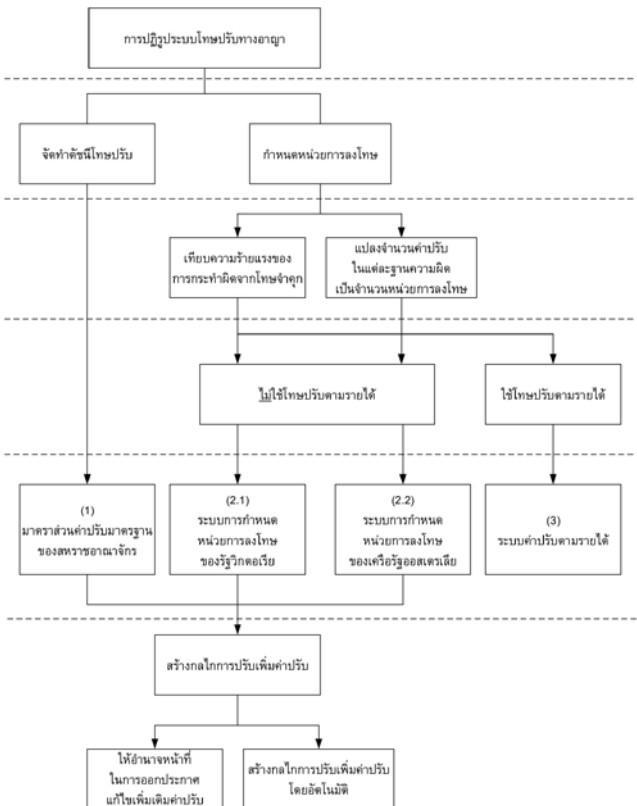 การปฏิรูประบบโทษปรับทางอาญา
จัดทำดัชนีโทษปรับ
กำหนดหน่วยการลงโทษ
เทียบความร้ายแรงของ
การกระทำผิดจากโทษจำคุก
แปลงจำนวนค่าปรับ
ในแต่ละฐานความผิด
เป็นจำนวนหน่วยการลงโทษ
ไม่ใช้โทษปรับตามรายได้
ใช้โทษปรับตามรายได้
(1)
มาตราส่วนค่าปรับมาตรฐาน
ของสหราชอาณาจักร
(2.1)
ระบบการกำหนด
หน่วยการลงโทษ
ของรัฐวิกตอเรีย
(2.2)
ระบบการกำหนด
หน่วยการลงโทษ
ของเครือรัฐออสเตรเลีย
(3)
ระบบค่าปรับตามรายได้
สร้างกลไกการปรับเพิ่มค่าปรับ
ให้อำนาจหน้าที่
ในการออกประกาศ
แก้ไขเพิ่มเติมค่าปรับ
สร้างกลไกการปรับเพิ่มค่าปรับ
โดยอัตโนมัติ